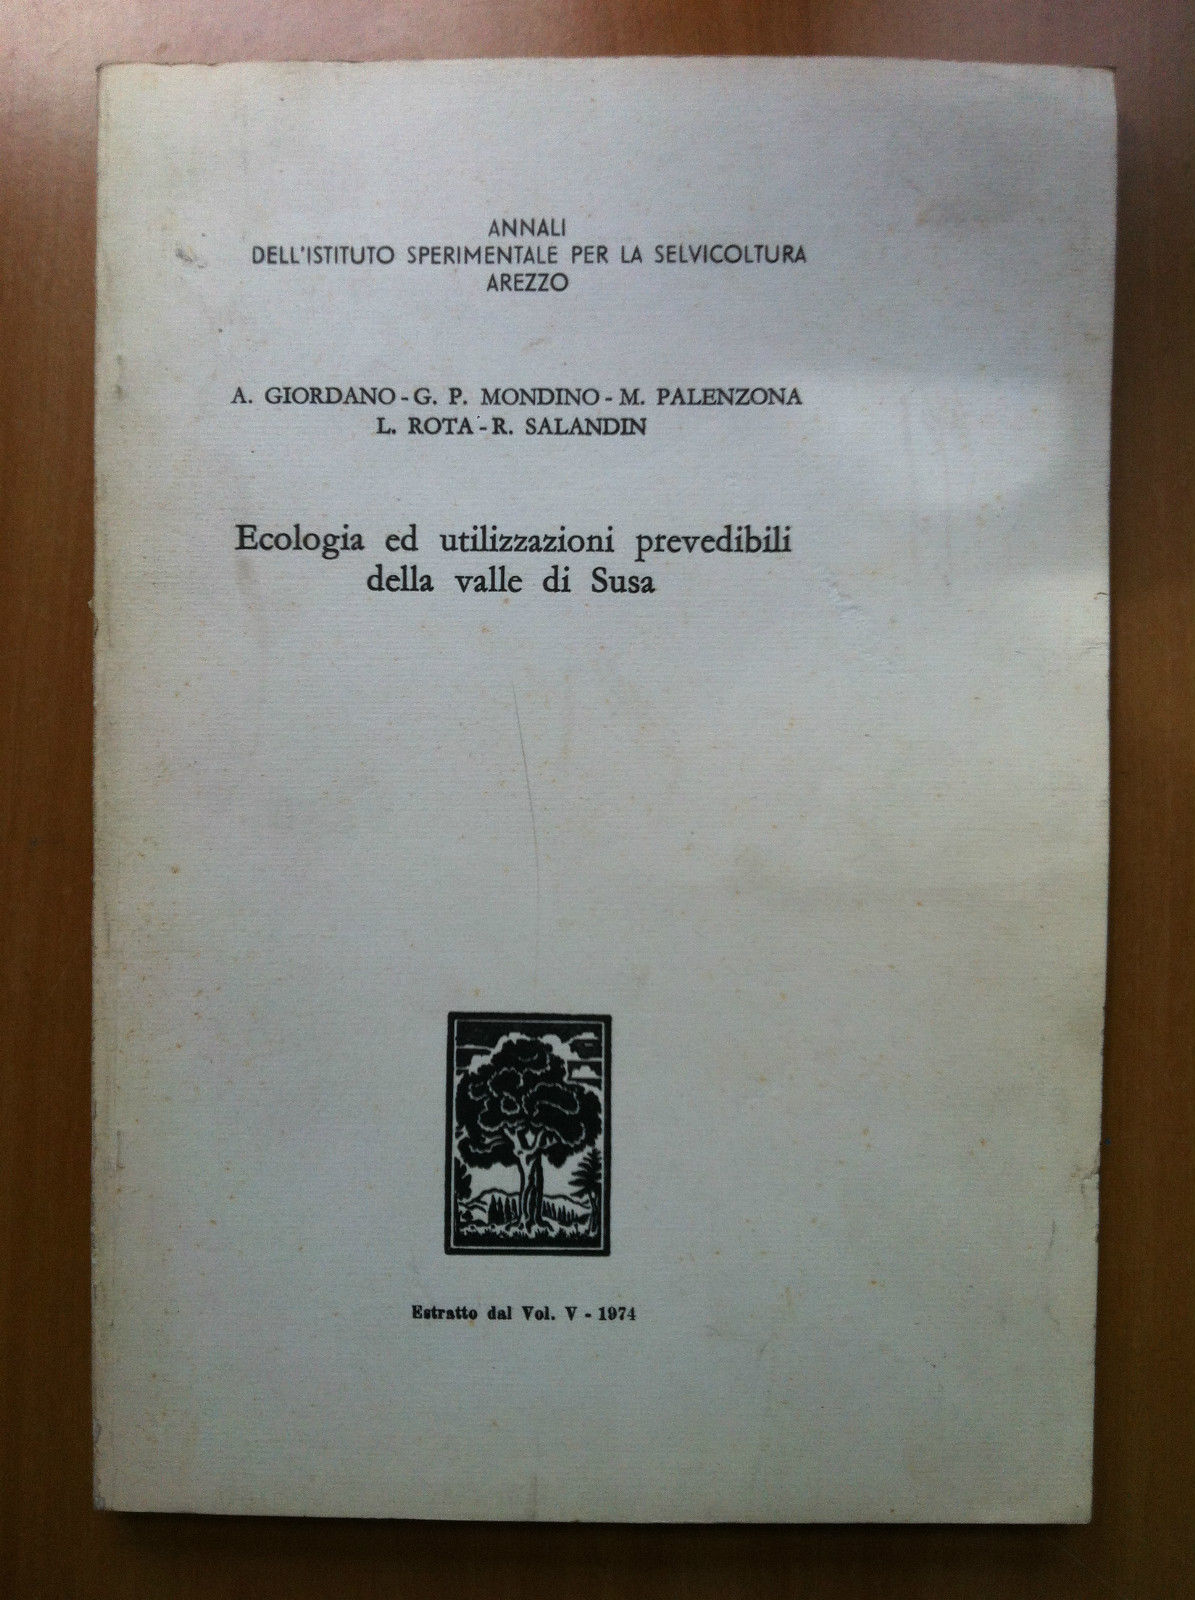 ANNALI
DELL'ISTITUTO SPERIMENTALE PER LA SELVICOLTURA
AREZZO
A. GIORDANO - G. P. MONDINO - M. PALENZONA
L. ROTA - R. SALANDIN
Ecologia ed utilizzazioni prevedibili
della valle di Susa
Estratto dal Vol. V - 1974